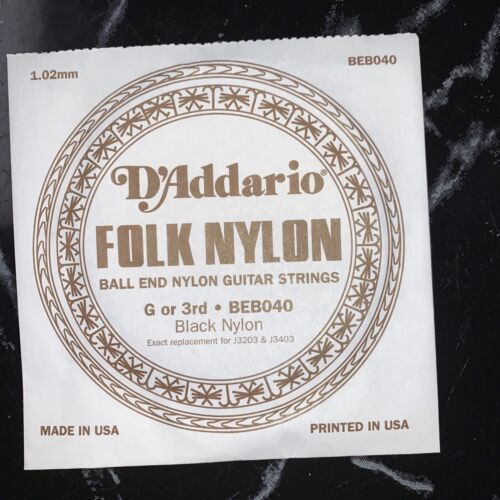 1.02mm
BEB040
D'Addario®
FOLK NYLON
BALL END NYLON GUITAR STRINGS
G or 3rd • BEB040
Black Nylon
Exact replacement for J3203 & J3403
MADE IN USA
PRINTED IN USA